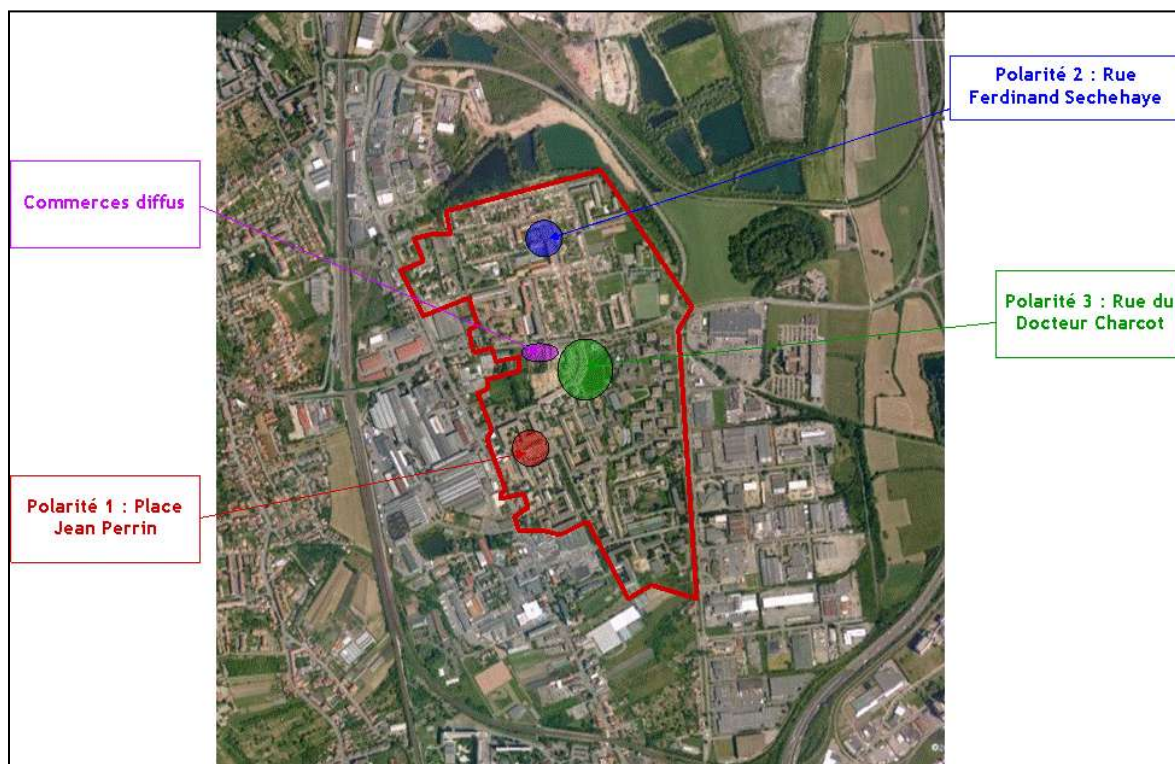 Polarité 2 : Rue
Ferdinand Sechehaye
Commerces diffus
Polarité 3 : Rue du
Docteur Charcot
Polarité 1 : Place
Jean Perrin